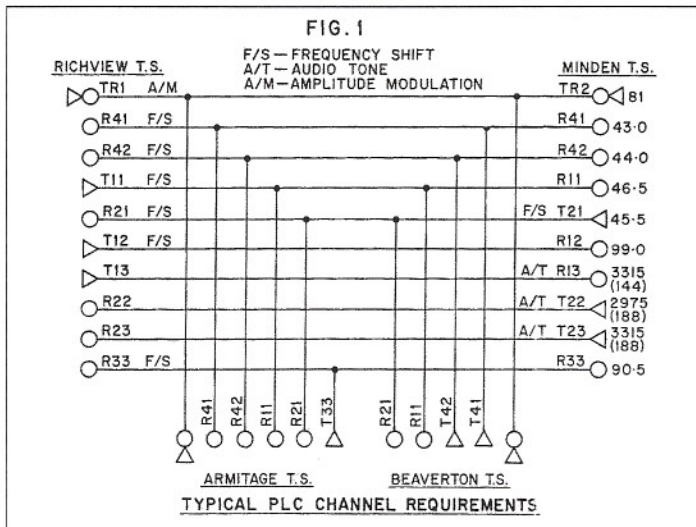 FIG. 1
F/S — FREQUENCY SHIFT
A/T — AUDIO TONE
A/M — AMPLITUDE MODULATION
RICHVIEW T.S.
MINDEN T.S.
TR1 A/M TR2 81
R41 F/S R41 43·0
R42 F/S R42 44·0
T11 F/S R11 46·5
R21 F/S F/S T21 45·5
T12 F/S R12 99·0
T13 A/T R13 3315 (144)
R22 A/T T22 2975 (188)
R23 A/T T23 3315 (188)
R33 F/S R33 90·5
R41 R42 R11 R21 T33 R21 R11 T42 T41
ARMITAGE T.S. BEAVERTON T.S.
TYPICAL PLC CHANNEL REQUIREMENTS